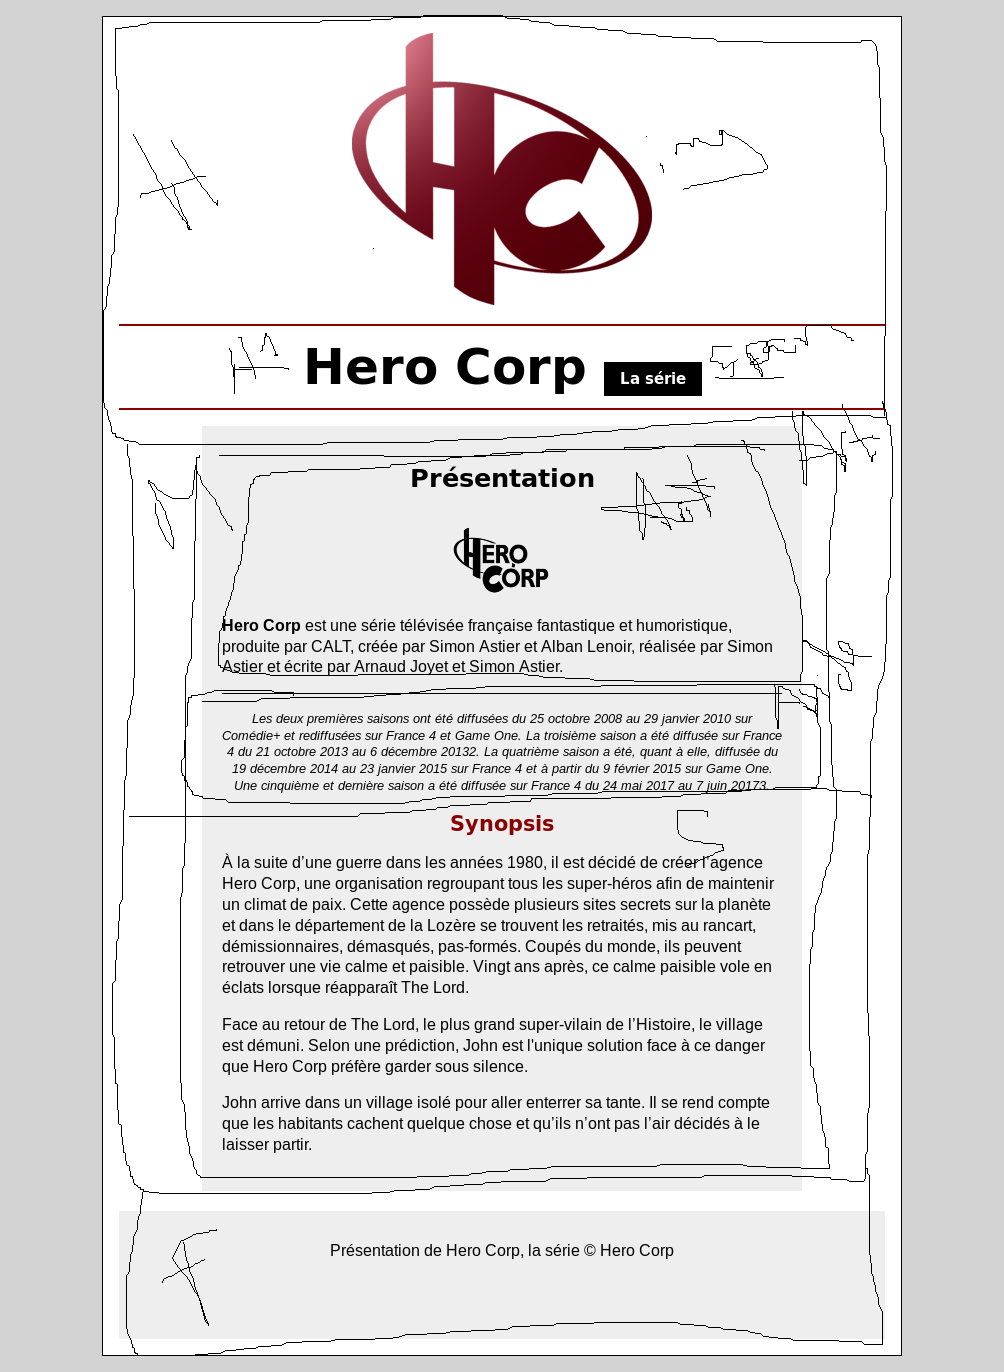 HC
Hero Corp La série
Présentation
HERO CORP
Hero Corp est une série télévisée française fantastique et humoristique,
produite par CALT, créée par Simon Astier et Alban Lenoir, réalisée par Simon
Astier et écrite par Arnaud Joyet et Simon Astier.
Les deux premières saisons ont été diffusées du 25 octobre 2008 au 29 janvier 2010 sur
Comédie+ et rediffusées sur France 4 et Game One. La troisième saison a été diffusée sur France
4 du 21 octobre 2013 au 6 décembre 20132. La quatrième saison a été, quant à elle, diffusée du
19 décembre 2014 au 23 janvier 2015 sur France 4 et à partir du 9 février 2015 sur Game One.
Une cinquième et dernière saison a été diffusée sur France 4 du 24 mai 2017 au 7 juin 20173.
Synopsis
À la suite d’une guerre dans les années 1980, il est décidé de créer l’agence
Hero Corp, une organisation regroupant tous les super-héros afin de maintenir
un climat de paix. Cette agence possède plusieurs sites secrets sur la planète
et dans le département de la Lozère se trouvent les retraités, mis au rancart,
démissionnaires, démasqués, pas-formés. Coupés du monde, ils peuvent
retrouver une vie calme et paisible. Vingt ans après, ce calme paisible vole en
éclats lorsque réapparaît The Lord.
Face au retour de The Lord, le plus grand super-vilain de l’Histoire, le village
est démuni. Selon une prédiction, John est l'unique solution face à ce danger
que Hero Corp préfère garder sous silence.
John arrive dans un village isolé pour aller enterrer sa tante. Il se rend compte
que les habitants cachent quelque chose et qu’ils n’ont pas l’air décidés à le
laisser partir.
Présentation de Hero Corp, la série © Hero Corp